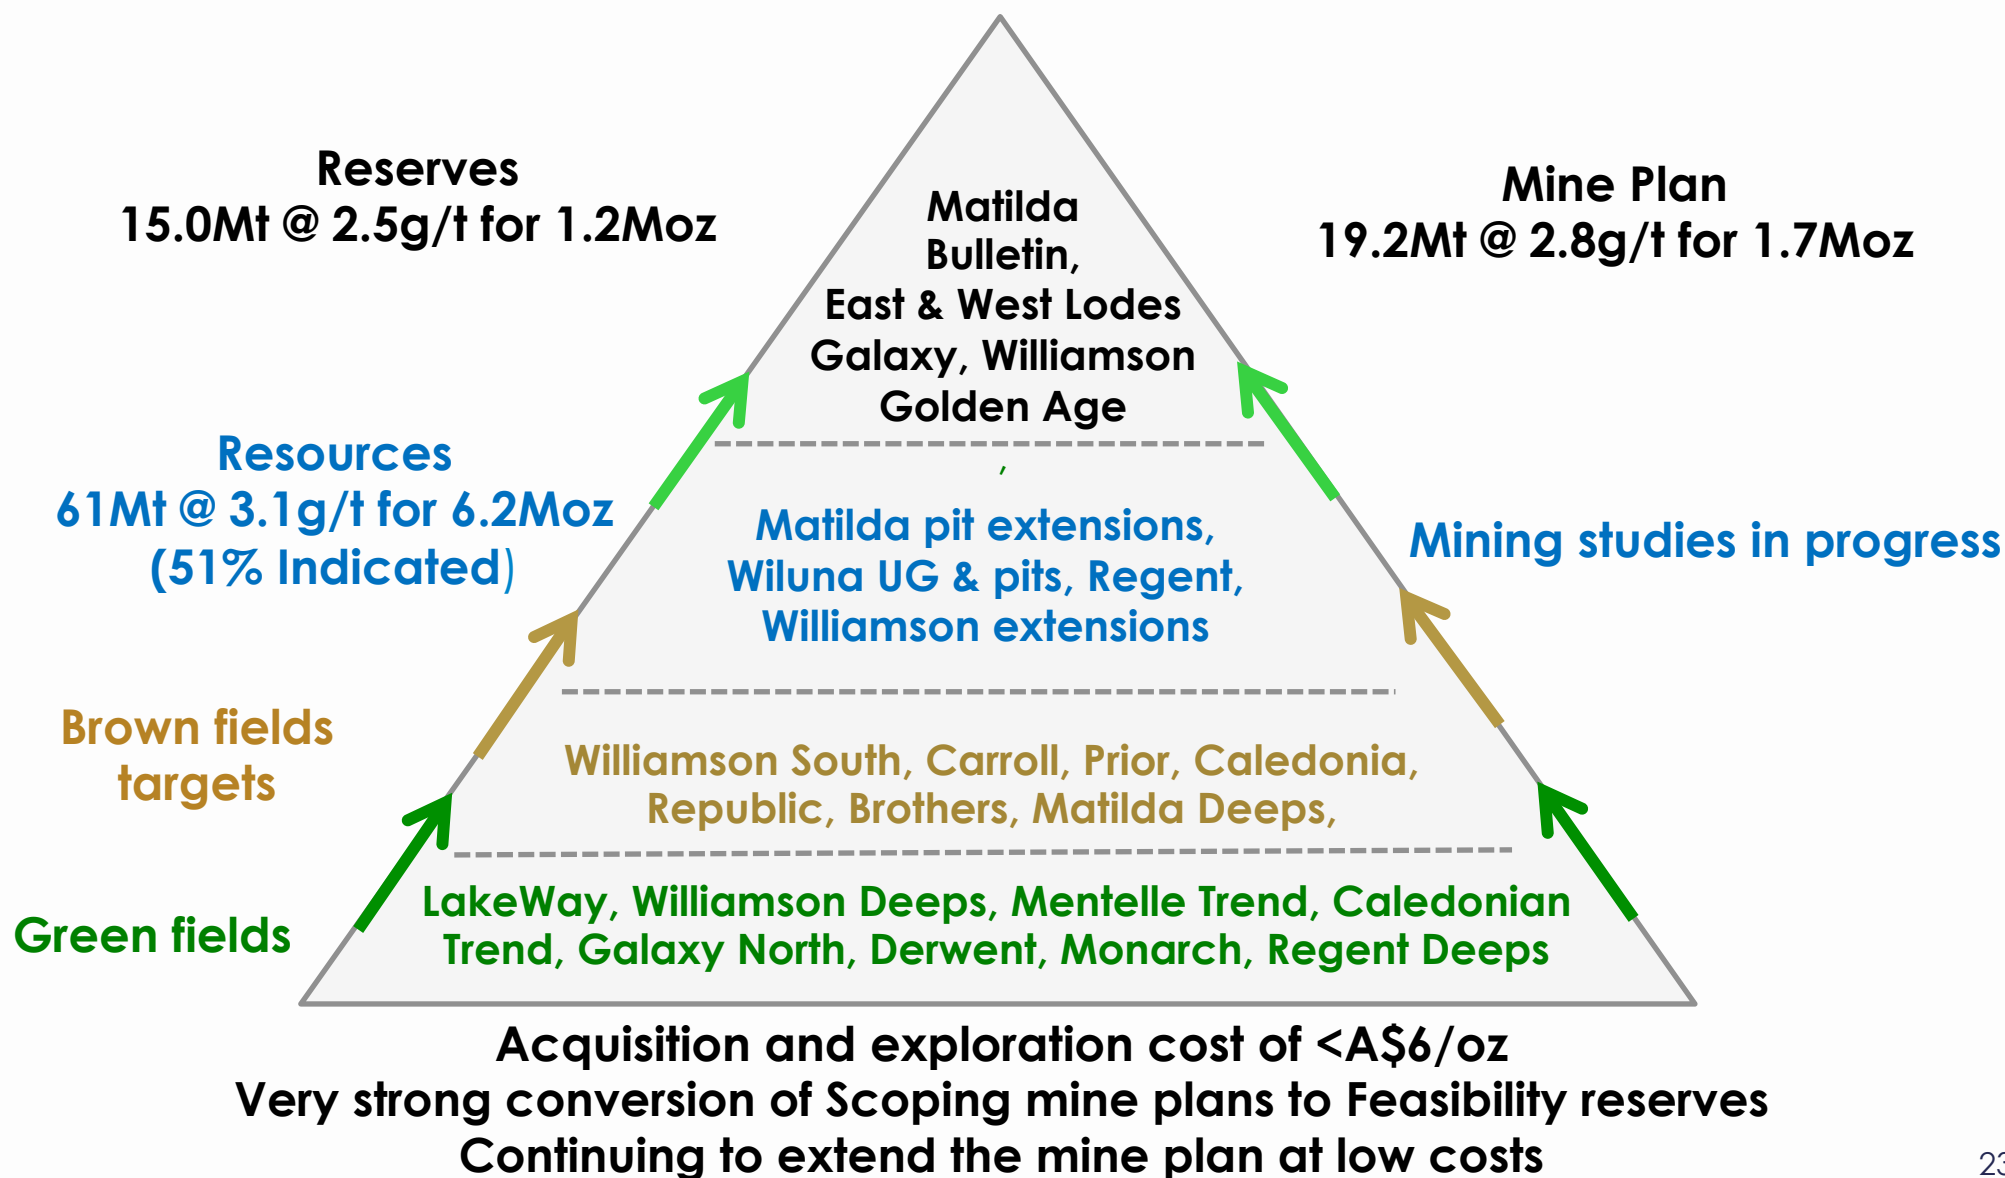 Reserves
15.0Mt @ 2.5g/t for 1.2Moz
Matilda
Bulletin,
East & West Lodes
Galaxy, Williamson
Golden Age
Mine Plan
19.2Mt @ 2.8g/t for 1.7Moz
Resources
61Mt @ 3.1g/t for 6.2Moz
(51% Indicated)
,
Matilda pit extensions,
Wiluna UG & pits, Regent,
Williamson extensions
Mining studies in progress
Brown fields
targets
Williamson South, Carroll, Prior, Caledonia,
Republic, Brothers, Matilda Deeps,
Green fields
LakeWay, Williamson Deeps, Mentelle Trend, Caledonian
Trend, Galaxy North, Derwent, Monarch, Regent Deeps
Acquisition and exploration cost of <A$6/oz
Very strong conversion of Scoping mine plans to Feasibility reserves
Continuing to extend the mine plan at low costs
23